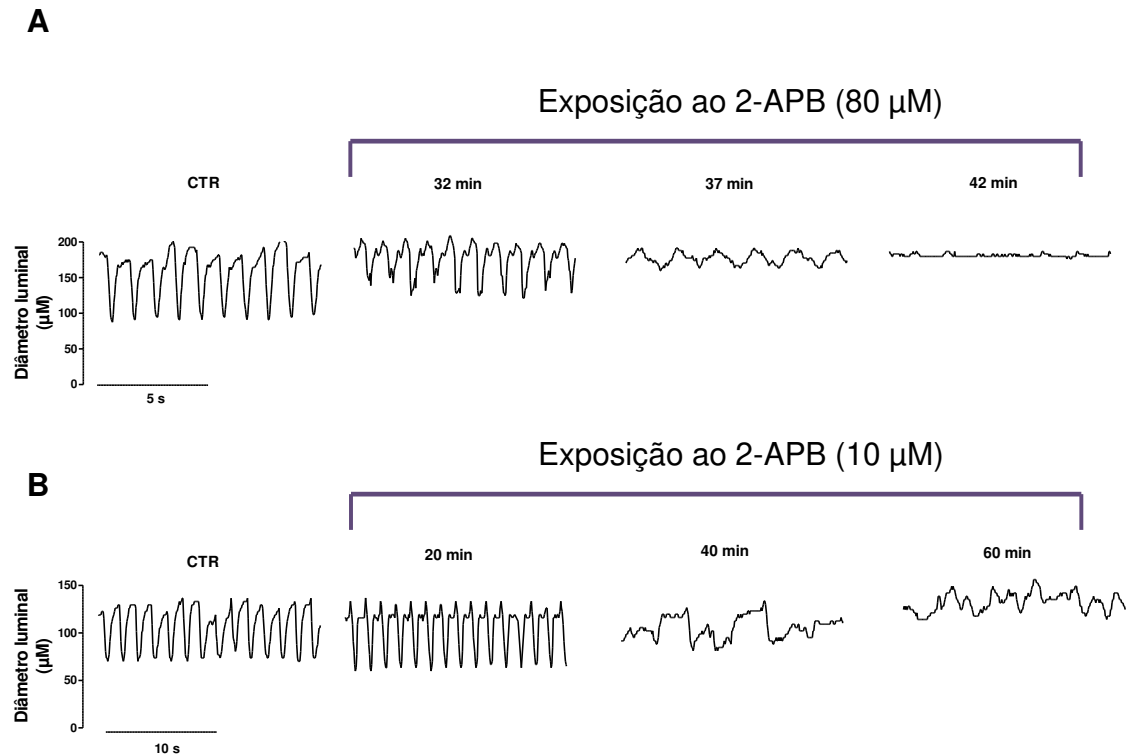 A
Exposição ao 2-APB (80 µM)
CTR
32 min
37 min
42 min
Diâmetro luminal
(µM)
200
150
100
50
0
5 s
Exposição ao 2-APB (10 µM)
B
CTR
20 min
40 min
60 min
Diâmetro luminal
(µM)
150
100
50
0
10 s